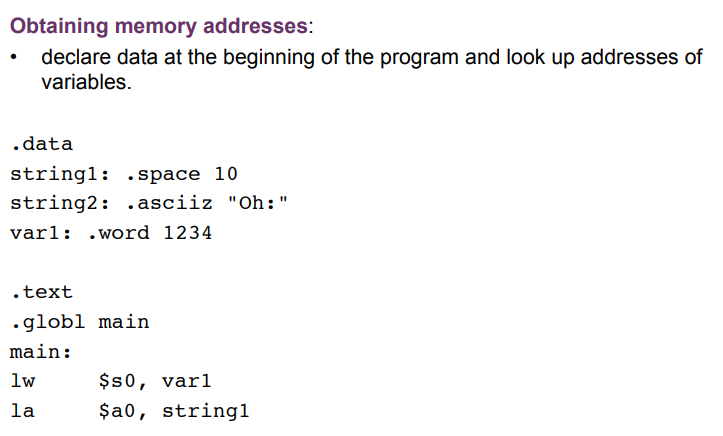 Obtaining memory addresses:
• declare data at the beginning of the program and look up addresses of
variables.
.data
string1: .space 10
string2: .asciiz "Oh:"
var1: .word 1234
.text
.globl main
main:
lw $s0, var1
la $a0, string1